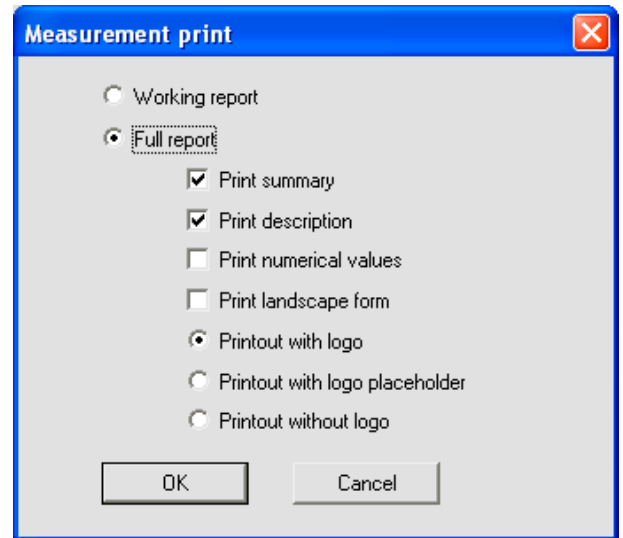 Measurement print
Working report
Full report
Print summary
Print description
Print numerical values
Print landscape form
Printout with logo
Printout with logo placeholder
Printout without logo
OK Cancel